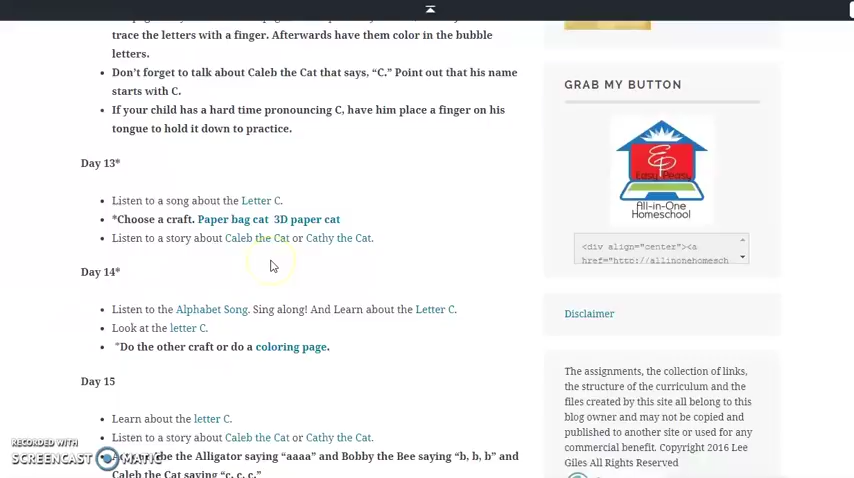 trace the letters with a finger. Afterwards have them color in the bubble
letters.
Don't forget to talk about Caleb the Cat that says, "C." Point out that his name
starts with C.
If your child has a hard time pronouncing C, have him place a finger on his
tongue to hold it down to practice.
Day 13*
Listen to a song about the Letter C.
*Choose a craft. Paper bag cat 3D paper cat
Listen to a story about Caleb the Cat or Cathy the Cat.
Day 14*
Listen to the Alphabet Song. Sing along! And Learn about the Letter C.
Look at the letter C.
*Do the other craft or do a coloring page.
Day 15
Learn about the letter C.
Listen to a story about Caleb the Cat or Cathy the Cat.
the Alligator saying "aaaa" and Bobby the Bee saying "b, b, b" and
Caleb the Cat saying "c, c, c."
RECORDED WITH
SCREENCAST MATIC
GRAB MY BUTTON
EP
Easy Peasy
All-in-One
Homeschool
<div align="center"><a
href="http://allinonehomesch
Disclaimer
The assignments, the collection of links,
the structure of the curriculum and the
files created by this site all belong to this
blog owner and may not be copied and
published to another site or used for any
commercial benefit. Copyright 2016 Lee
Giles All Rights Reserved